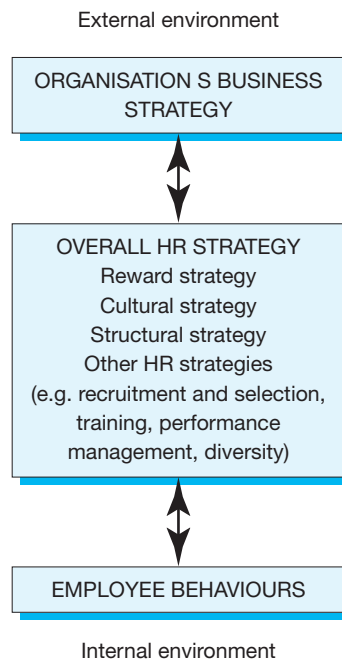 External environment
ORGANISATION S BUSINESS
STRATEGY
OVERALL HR STRATEGY
Reward strategy
Cultural strategy
Structural strategy
Other HR strategies
(e.g. recruitment and selection,
training, performance
management, diversity)
EMPLOYEE BEHAVIOURS
Internal environment